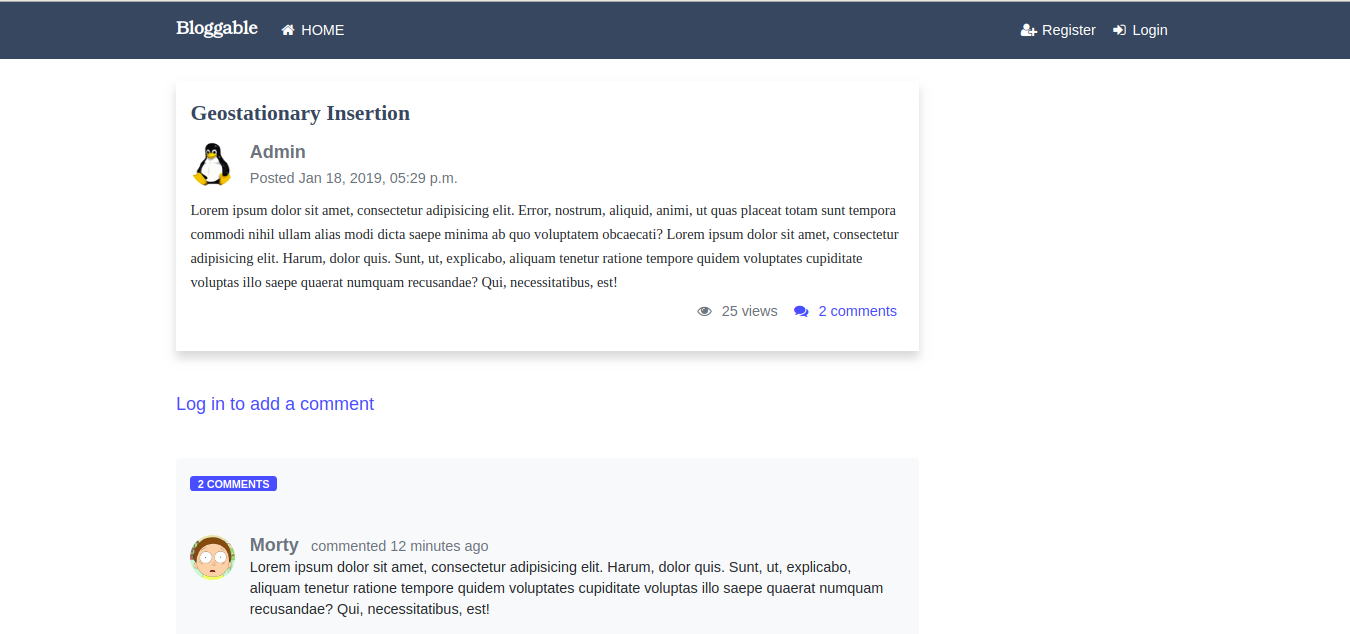 Bloggable HOME Register Login
Geostationary Insertion
Admin
Posted Jan 18, 2019, 05:29 p.m.
Lorem ipsum dolor sit amet, consectetur adipisicing elit. Error, nostrum, aliquid, animi, ut quas placeat totam sunt tempora
commodi nihil ullam alias modi dicta saepe minima ab quo voluptatem obcaecati? Lorem ipsum dolor sit amet, consectetur
adipisicing elit. Harum, dolor quis. Sunt, ut, explicabo, aliquam tenetur ratione tempore quidem voluptates cupiditate
voluptas illo saepe quaerat numquam recusandae? Qui, necessitatibus, est!
25 views 2 comments
Log in to add a comment
2 COMMENTS
Morty commented 12 minutes ago
Lorem ipsum dolor sit amet, consectetur adipisicing elit. Harum, dolor quis. Sunt, ut, explicabo,
aliquam tenetur ratione tempore quidem voluptates cupiditate voluptas illo saepe quaerat numquam
recusandae? Qui, necessitatibus, est!